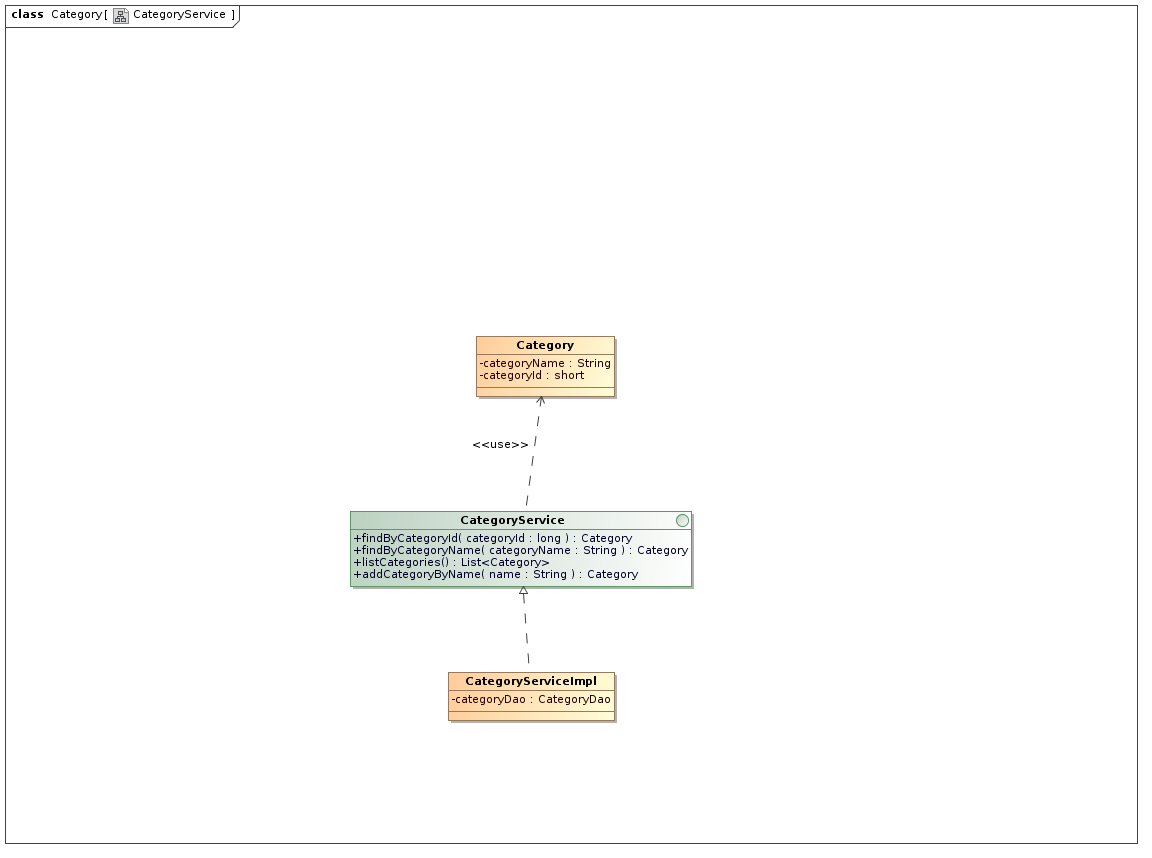 class Category[ CategoryService ]
Category
-categoryName : String
-categoryId : short
<<use>>
CategoryService
+findByCategoryId( categoryId : long ) : Category
+findByCategoryName( categoryName : String ) : Category
+listCategories() : List<Category>
+addCategoryByName( name : String ) : Category
CategoryServiceImpl
-categoryDao : CategoryDao